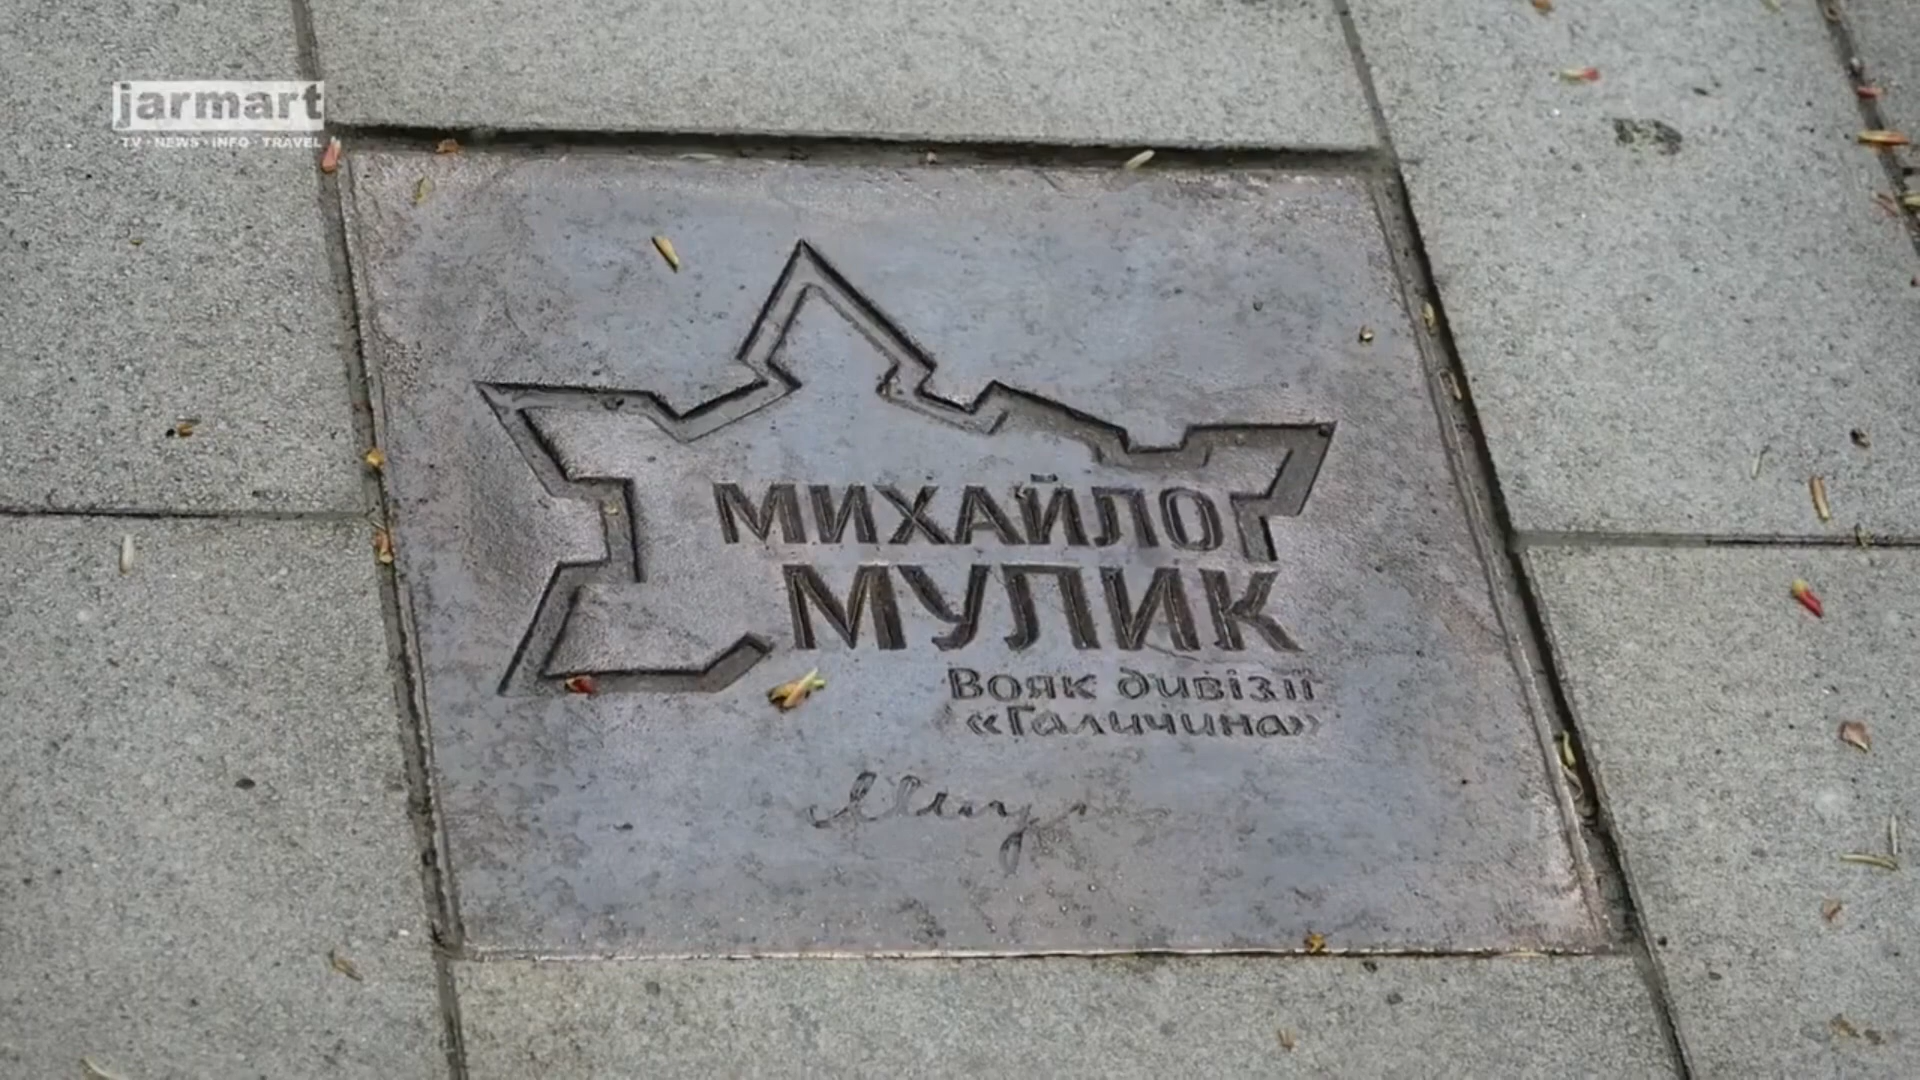 jarmart
TV · NEWS · INFO · TRAVEL
МИХАЙЛО
МУЛИК
Вояк дивізії
«Галичина»